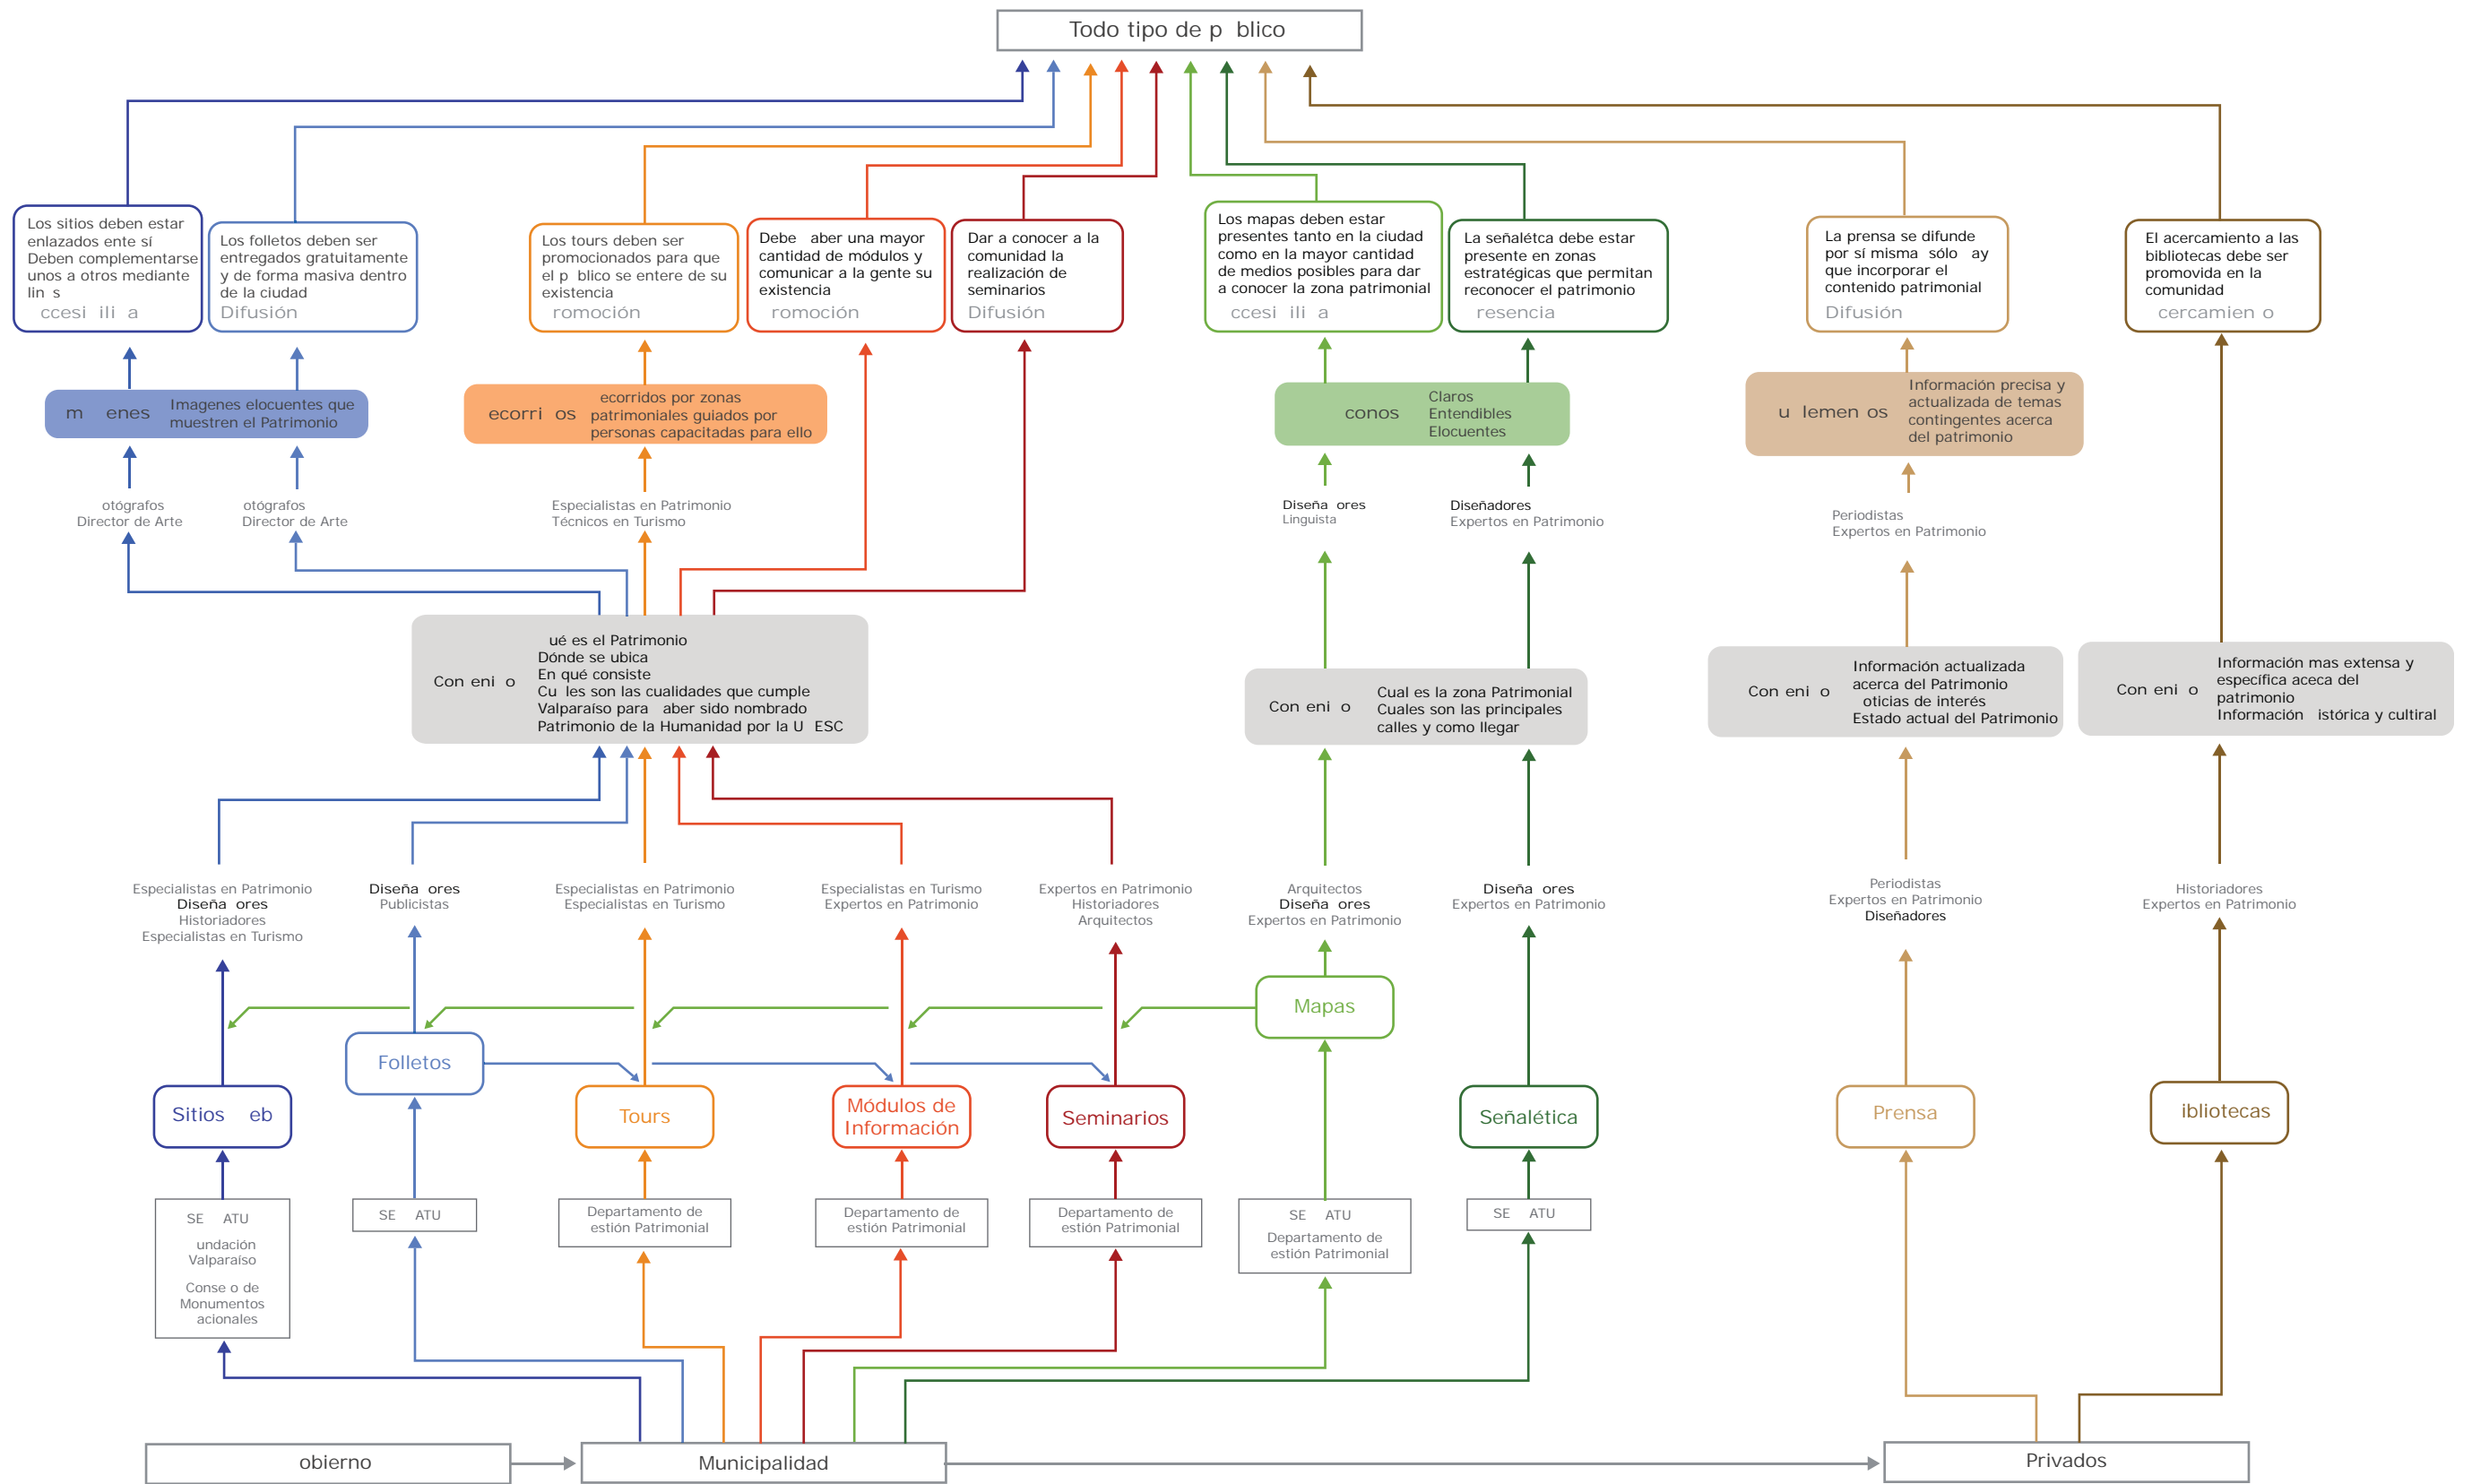 Todo tipo de p blico
Los sitios deben estar
enlazados ente sí
Deben complementarse
unos a otros mediante
lin s
ccesi ili a
Los folletos deben ser
entregados gratuitamente
y de forma masiva dentro
de la ciudad
Difusión
Los tours deben ser
promocionados para que
el p blico se entere de su
existencia
romoción
Debe aber una mayor
cantidad de módulos y
comunicar a la gente su
existencia
romoción
Dar a conocer a la
comunidad la
realización de
seminarios
Difusión
Los mapas deben estar
presentes tanto en la ciudad
como en la mayor cantidad
de medios posibles para dar
a conocer la zona patrimonial
ccesi ili a
La señalétca debe estar
presente en zonas
estratégicas que permitan
reconocer el patrimonio
resencia
La prensa se difunde
por sí misma sólo ay
que incorporar el
contenido patrimonial
Difusión
El acercamiento a las
bibliotecas debe ser
promovida en la
comunidad
cercamien o
m enes
Imagenes elocuentes que
muestren el Patrimonio
ecorri os
ecorridos por zonas
patrimoniales guiados por
personas capacitadas para ello
conos
Claros
Entendibles
Elocuentes
u lemen os
Información precisa y
actualizada de temas
contingentes acerca
del patrimonio
otógrafos
Director de Arte
otógrafos
Director de Arte
Especialistas en Patrimonio
Técnicos en Turismo
Diseña ores
Linguista
Diseñadores
Expertos en Patrimonio
Periodistas
Expertos en Patrimonio
Con eni o
ué es el Patrimonio
Dónde se ubica
En qué consiste
Cu les son las cualidades que cumple
Valparaíso para aber sido nombrado
Patrimonio de la Humanidad por la U ESC
Con eni o
Cual es la zona Patrimonial
Cuales son las principales
calles y como llegar
Con eni o
Información actualizada
acerca del Patrimonio
oticias de interés
Estado actual del Patrimonio
Con eni o
Información mas extensa y
específica aceca del
patrimonio
Información istórica y cultiral
Especialistas en Patrimonio
Diseña ores
Historiadores
Especialistas en Turismo
Diseña ores
Publicistas
Especialistas en Patrimonio
Especialistas en Turismo
Especialistas en Turismo
Expertos en Patrimonio
Expertos en Patrimonio
Historiadores
Arquitectos
Arquitectos
Diseña ores
Expertos en Patrimonio
Diseña ores
Expertos en Patrimonio
Periodistas
Expertos en Patrimonio
Diseñadores
Historiadores
Expertos en Patrimonio
Mapas
Folletos
Sitios eb
Tours
Módulos de
Información
Seminarios
Señalética
Prensa
ibliotecas
SE ATU
undación
Valparaíso
Conse o de
Monumentos
acionales
SE ATU
Departamento de
estión Patrimonial
Departamento de
estión Patrimonial
Departamento de
estión Patrimonial
SE ATU
Departamento de
estión Patrimonial
SE ATU
obierno
Municipalidad
Privados